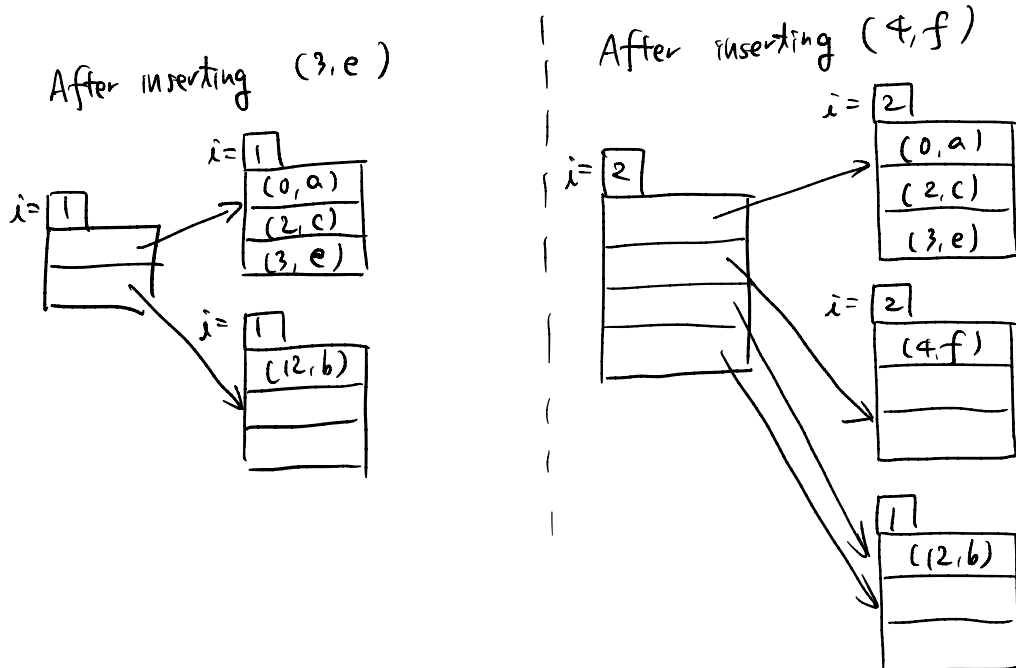 After inserting (3,e)
i= 1
i= 1
(0,a)
(2,c)
(3,e)
i= 1
(12,b)
After inserting (4,f)
i= 2
i= 2
(0,a)
(2,c)
(3,e)
i= 2
(4,f)
1
(12,b)